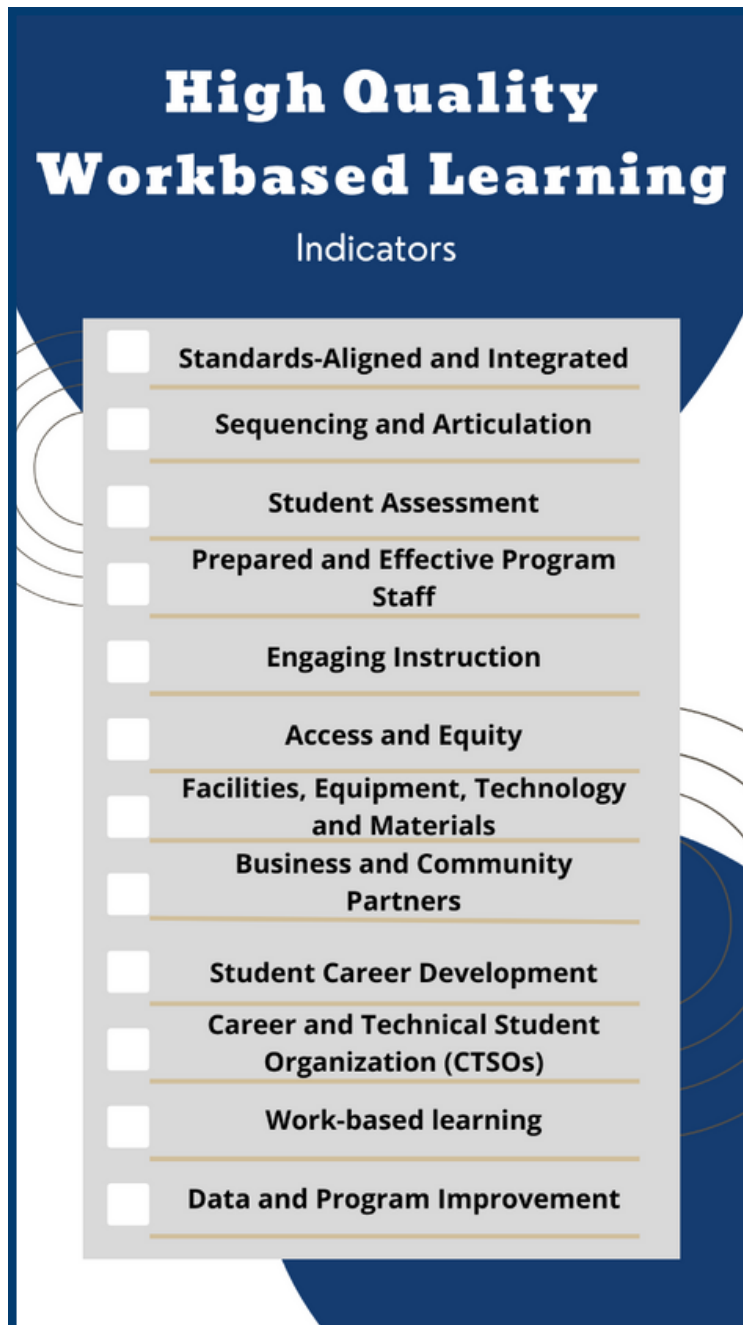 High Quality
Workbased Learning
Indicators
Standards-Aligned and Integrated
Sequencing and Articulation
Student Assessment
Prepared and Effective Program
Staff
Engaging Instruction
Access and Equity
Facilities, Equipment, Technology
and Materials
Business and Community
Partners
Student Career Development
Career and Technical Student
Organization (CTSOs)
Work-based learning
Data and Program Improvement